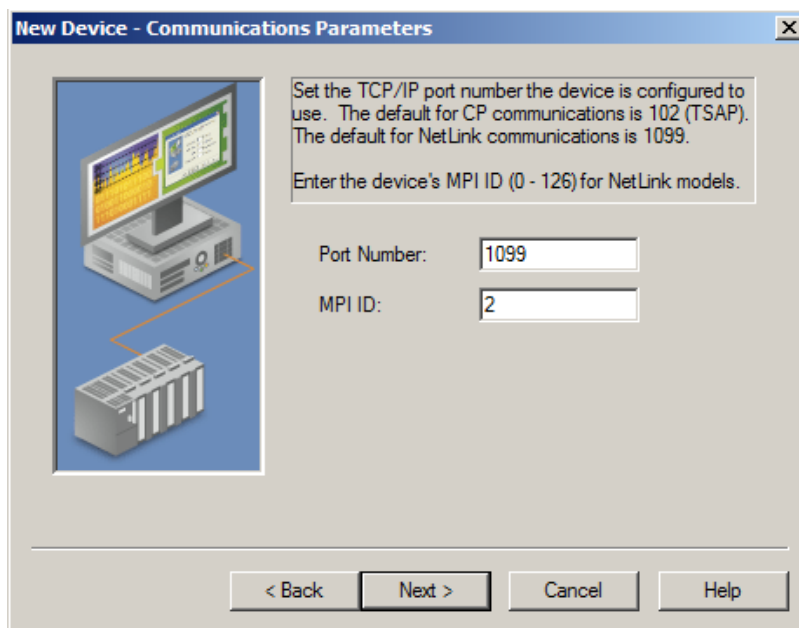 New Device - Communications Parameters
Set the TCP/IP port number the device is configured to
use.  The default for CP communications is 102 (TSAP).
The default for NetLink communications is 1099.
Enter the device's MPI ID (0 - 126) for NetLink models.
Port Number: 1099
MPI ID: 2
< Back Next > Cancel Help